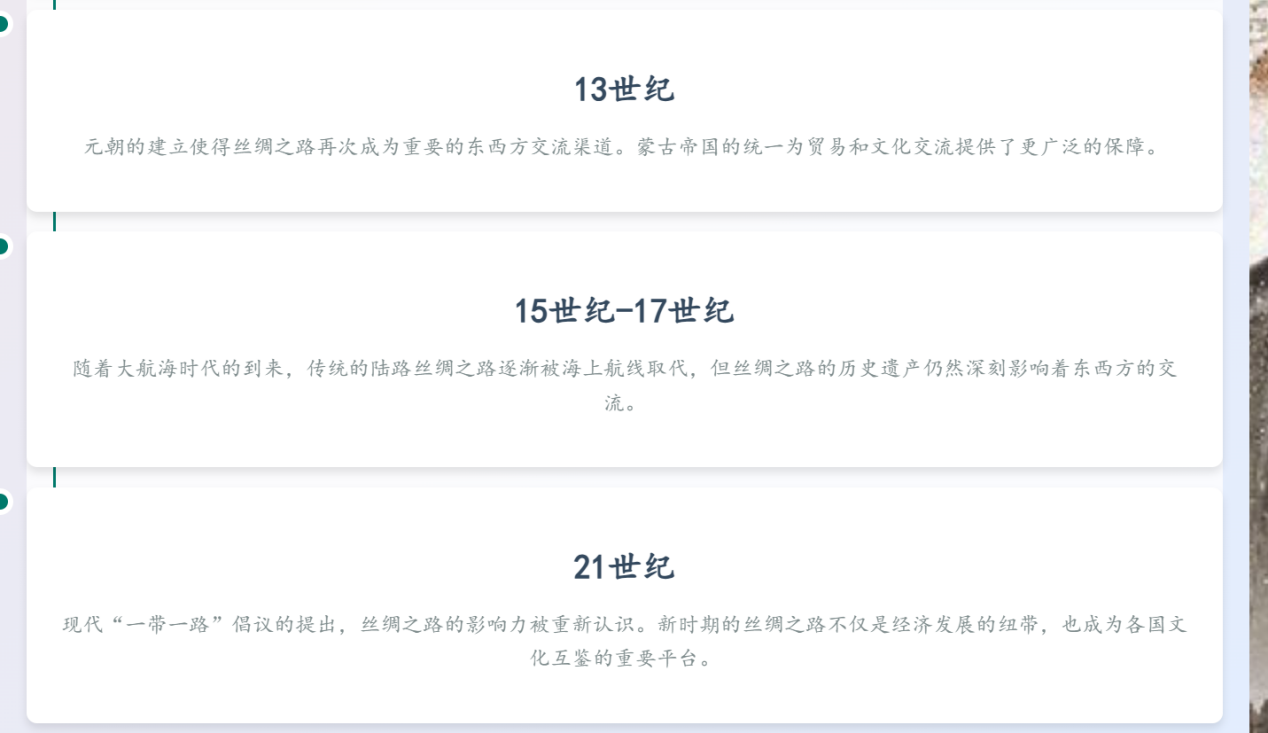 13世纪
元朝的建立使得丝绸之路再次成为重要的东西方交流渠道。蒙古帝国的统一为贸易和文化交流提供了更广泛的保障。
15世纪-17世纪
随着大航海时代的到来，传统的陆路丝绸之路逐渐被海上航线取代，但丝绸之路的历史遗产仍然深刻影响着东西方的交
流。
21世纪
现代“一带一路”倡议的提出，丝绸之路的影响力被重新认识。新时期的丝绸之路不仅是经济发展的纽带，也成为各国文
化互鉴的重要平台。